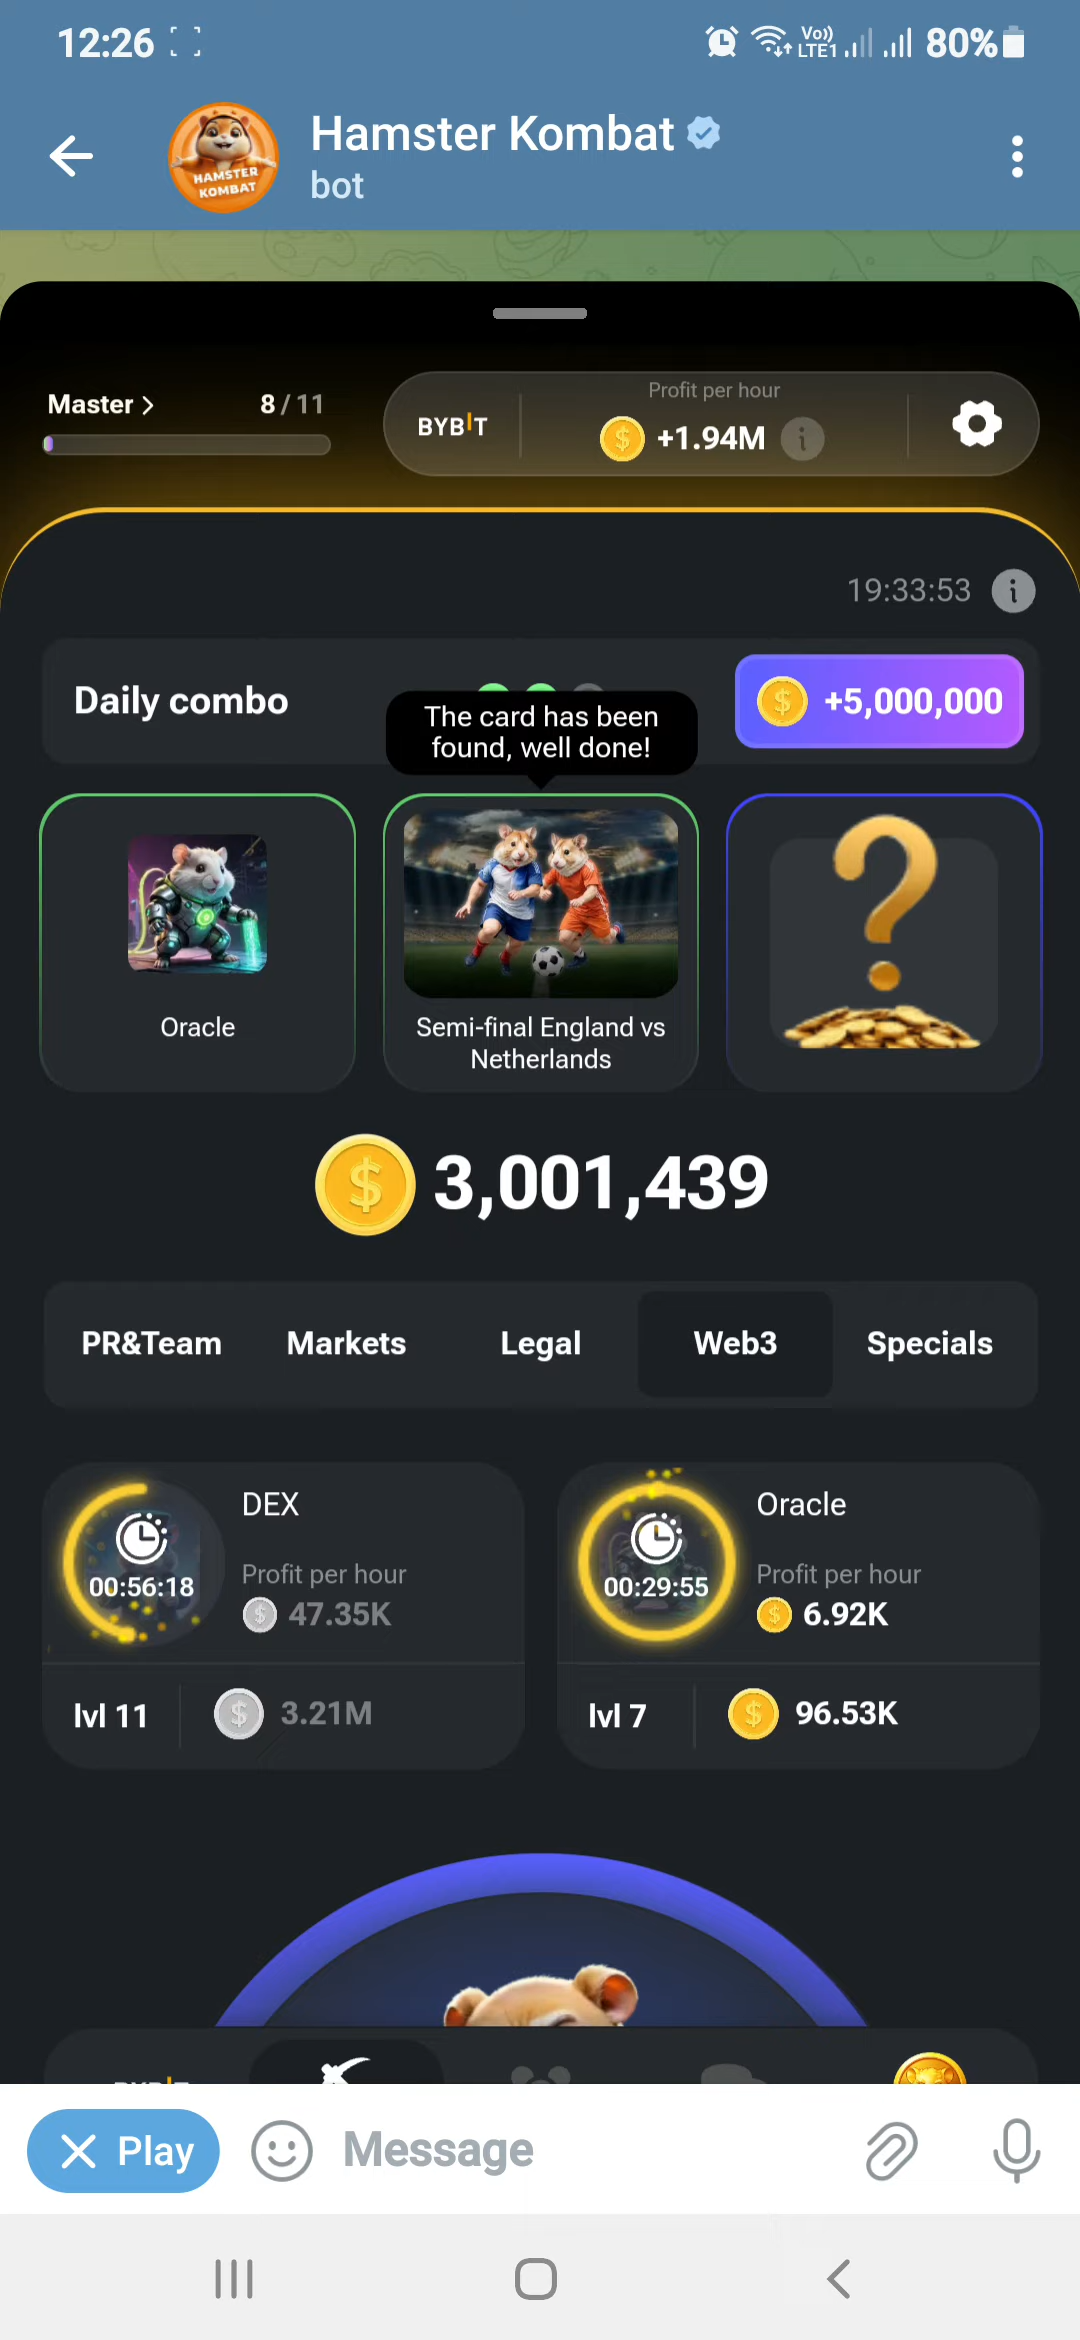 12:26
Vo))
LTE1
80%
Hamster Kombat
bot
HAMSTER
KOMBAT
Master >
8 / 11
BYBIT
Profit per hour
+1.94M
19:33:53
Daily combo
+5,000,000
The card has been
found, well done!
Oracle
Semi-final England vs
Netherlands
3,001,439
PR&Team
Markets
Legal
Web3
Specials
DEX
00:56:18
Profit per hour
47.35K
lvl 11
3.21M
Oracle
00:29:55
Profit per hour
6.92K
lvl 7
96.53K
Play
Message